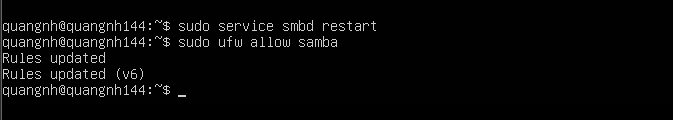 quangnh@quangnh144:~$ sudo service smbd restart
quangnh@quangnh144:~$ sudo ufw allow samba
Rules updated
Rules updated (v6)
quangnh@quangnh144:~$ _